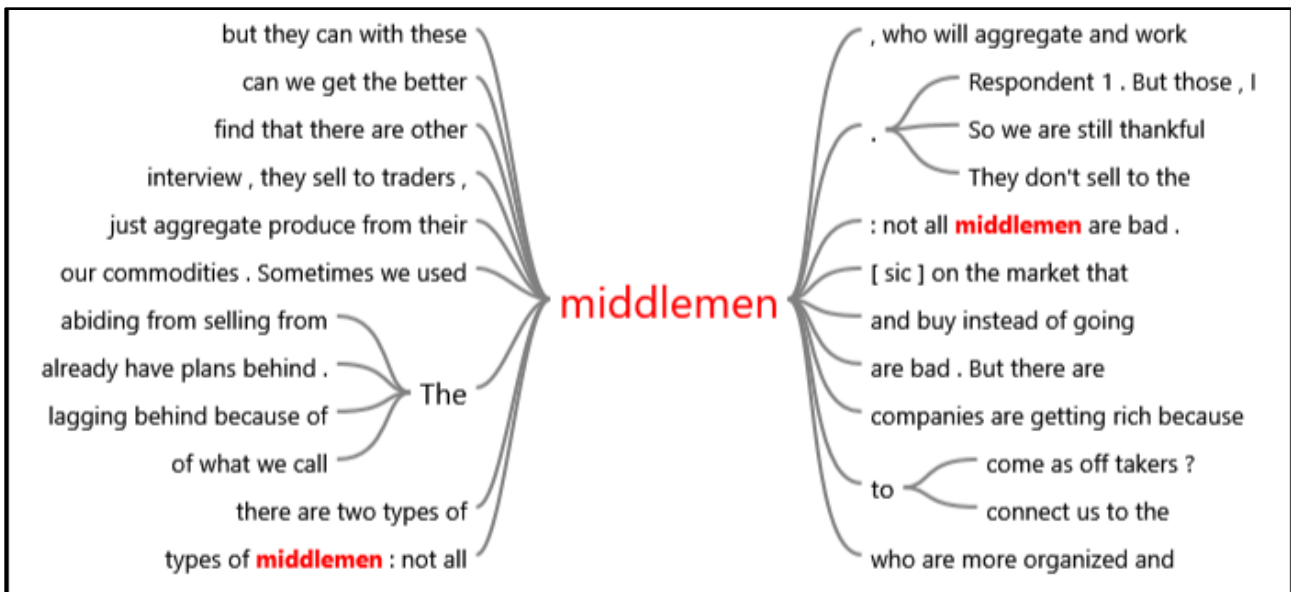 but they can with these
can we get the better
find that there are other
interview , they sell to traders ,
just aggregate produce from their
our commodities . Sometimes we used
abiding from selling from
already have plans behind .
lagging behind because of
of what we call
The
there are two types of
types of middlemen : not all
middlemen
, who will aggregate and work
.
Respondent 1 . But those , I
So we are still thankful
They don't sell to the
: not all middlemen are bad .
[ sic ] on the market that
and buy instead of going
are bad . But there are
companies are getting rich because
to
come as off takers ?
connect us to the
who are more organized and